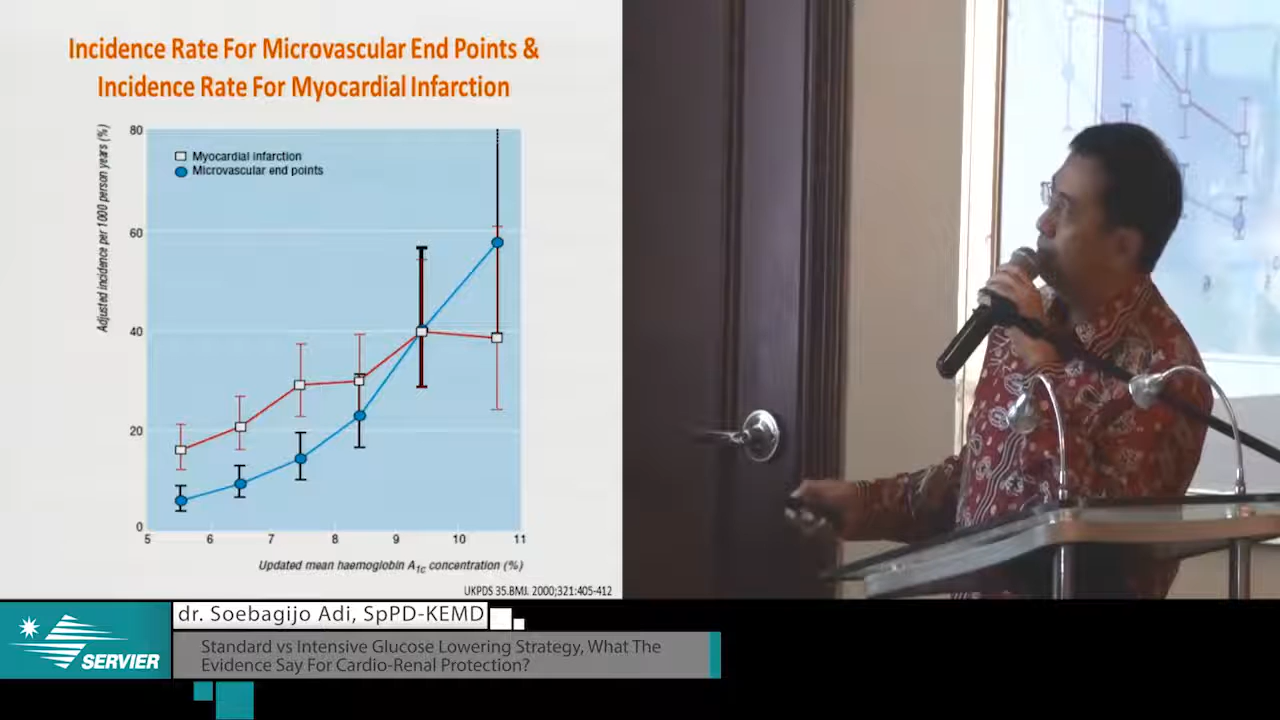 Incidence Rate For Microvascular End Points &
Incidence Rate For Myocardial Infarction
Adjusted incidence per 1000 person years (%)
80
60
40
20
0
Myocardial infarction
Microvascular end points
5 6 7 8 9 10 11
Updated mean haemoglobin A1c concentration (%)
UKPDS 35.BMJ. 2000;321:405-412
dr. Soebagijo Adi, SpPD-KEMD
SERVIER
Standard vs Intensive Glucose Lowering Strategy, What The
Evidence Say For Cardio-Renal Protection?